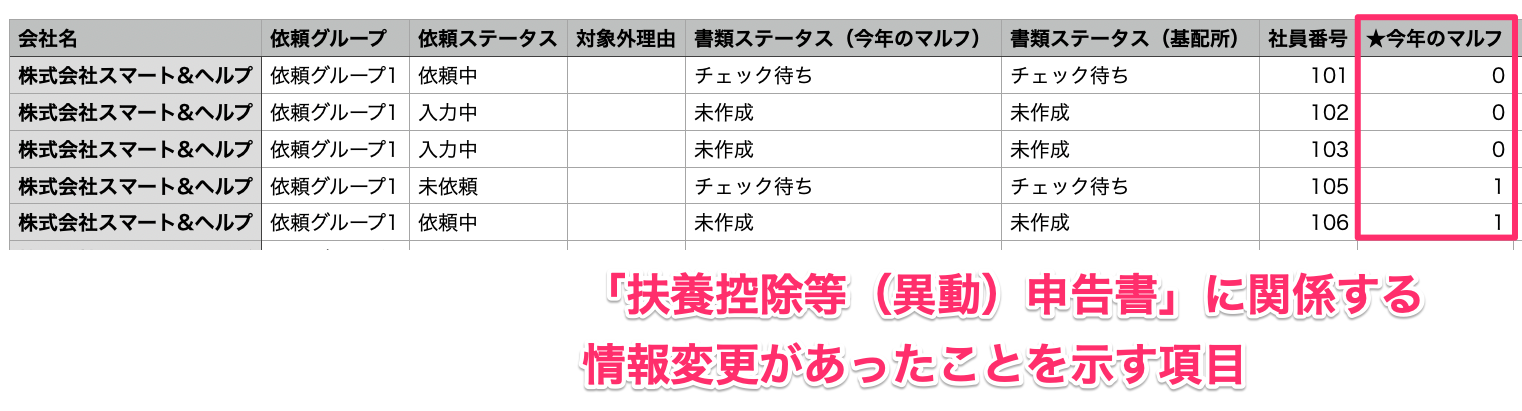 会社名 依頼グループ 依頼ステータス 対象外理由 書類ステータス（今年のマルフ） 書類ステータス（基配所） 社員番号 ★今年のマルフ
株式会社スマート＆ヘルプ 依頼グループ1 依頼中 チェック待ち チェック待ち 101 0
株式会社スマート＆ヘルプ 依頼グループ1 入力中 未作成 未作成 102 0
株式会社スマート＆ヘルプ 依頼グループ1 入力中 未作成 未作成 103 0
株式会社スマート＆ヘルプ 依頼グループ1 未依頼 チェック待ち チェック待ち 105 1
株式会社スマート＆ヘルプ 依頼グループ1 依頼中 未作成 未作成 106 1
「扶養控除等（異動）申告書」に関係する
情報変更があったことを示す項目